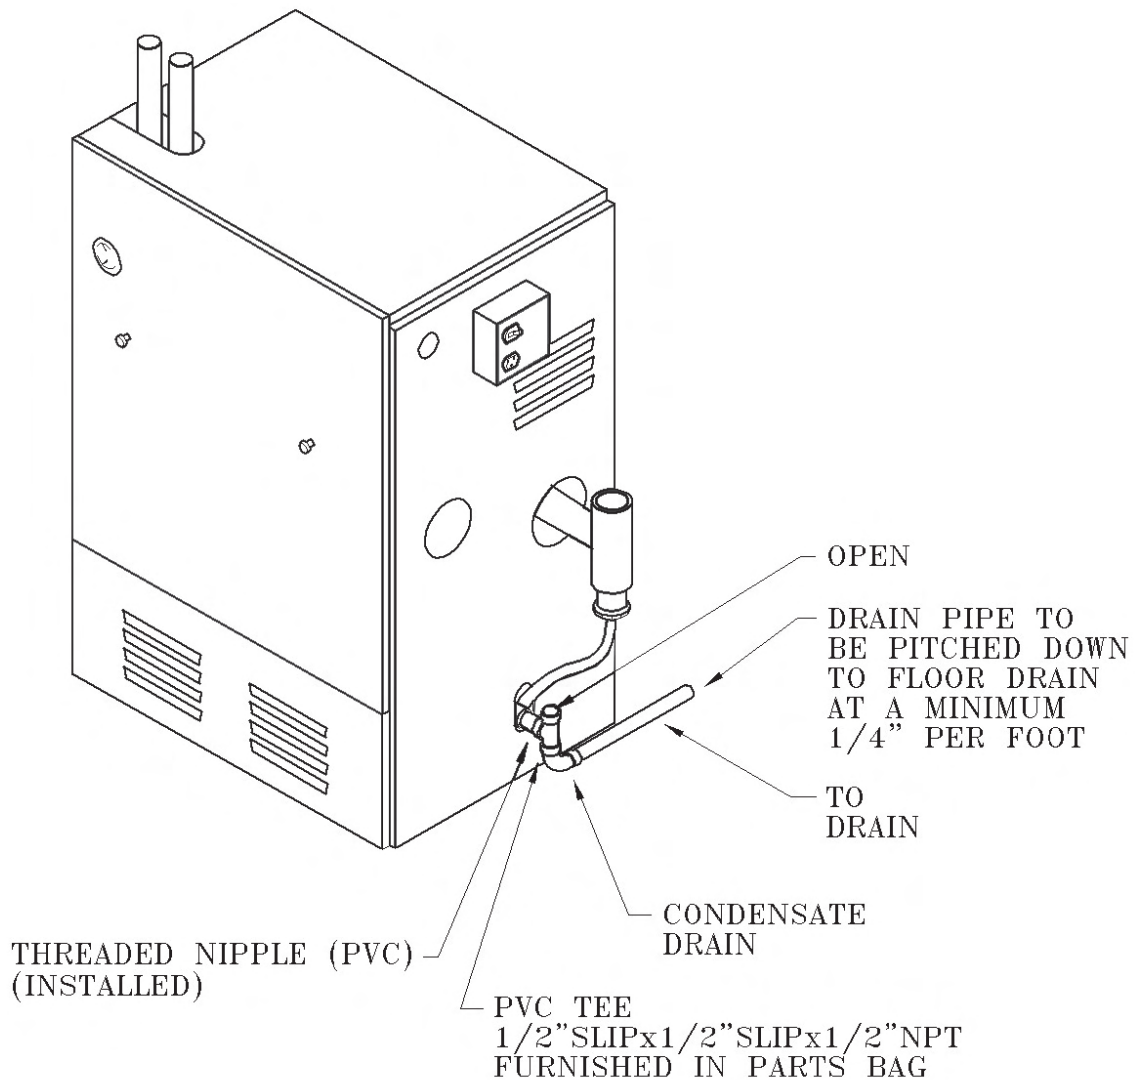 OPEN
DRAIN PIPE TO
BE PITCHED DOWN
TO FLOOR DRAIN
AT A MINIMUM
1/4” PER FOOT
TO
DRAIN
CONDENSATE
DRAIN
THREADED NIPPLE (PVC)
(INSTALLED)
PVC TEE
1/2”SLIPx1/2”SLIPx1/2”NPT
FURNISHED IN PARTS BAG